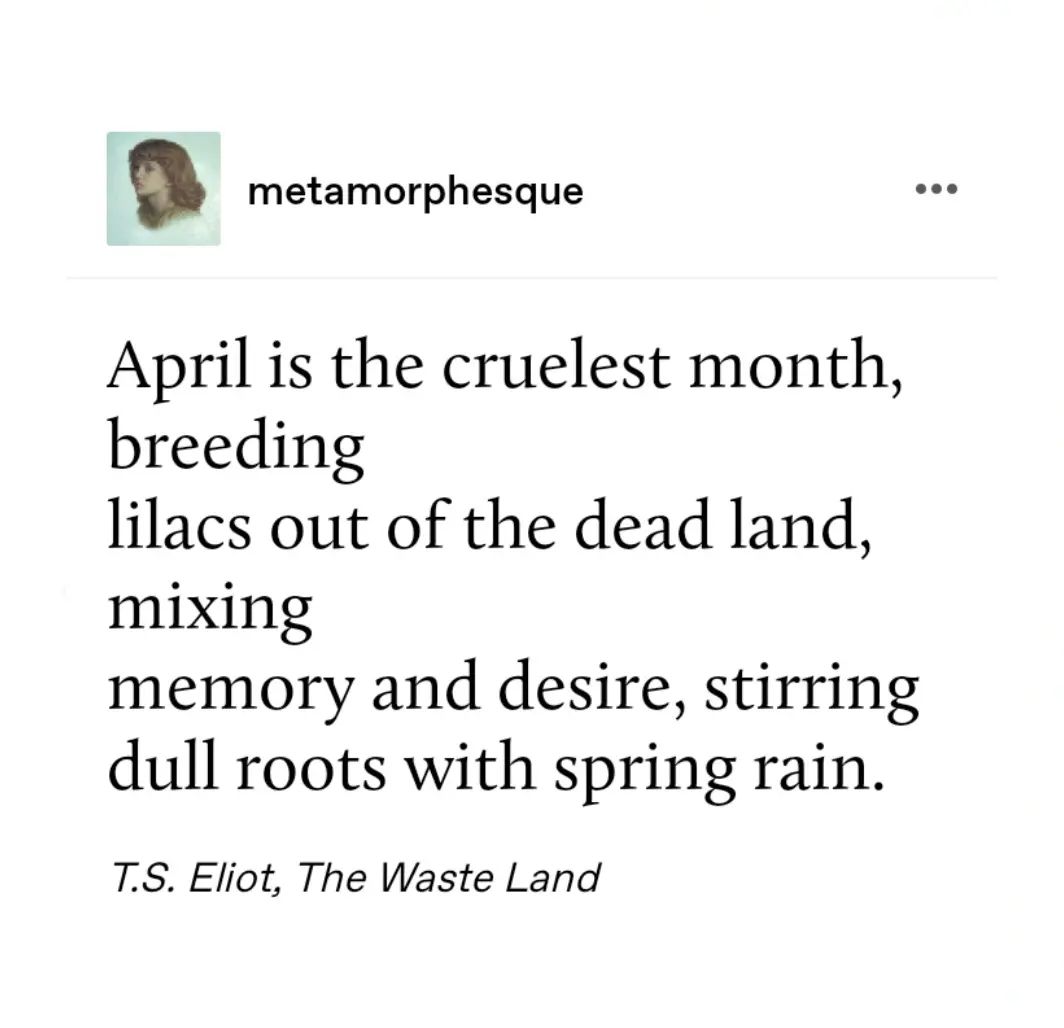 metamorphesque
April is the cruelest month,
breeding
lilacs out of the dead land,
mixing
memory and desire, stirring
dull roots with spring rain.
T.S. Eliot, The Waste Land